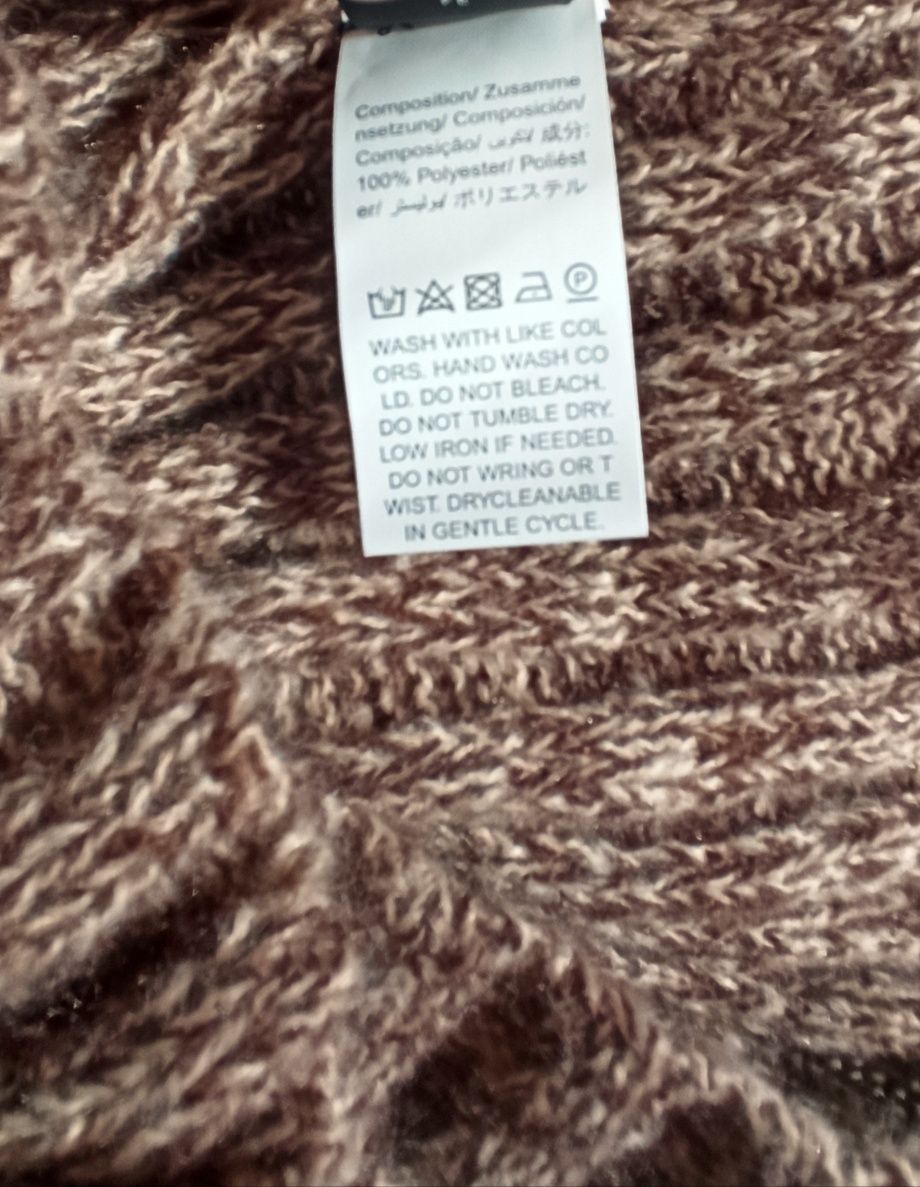 Composition/ Zusamme
nsetzung/ Composición/
Composição/ 成分:
100% Polyester/ Poliést
er/ ポリエステル
P
WASH WITH LIKE COL
ORS. HAND WASH CO
LD. DO NOT BLEACH.
DO NOT TUMBLE DRY.
LOW IRON IF NEEDED.
DO NOT WRING OR T
WIST. DRYCLEANABLE
IN GENTLE CYCLE.